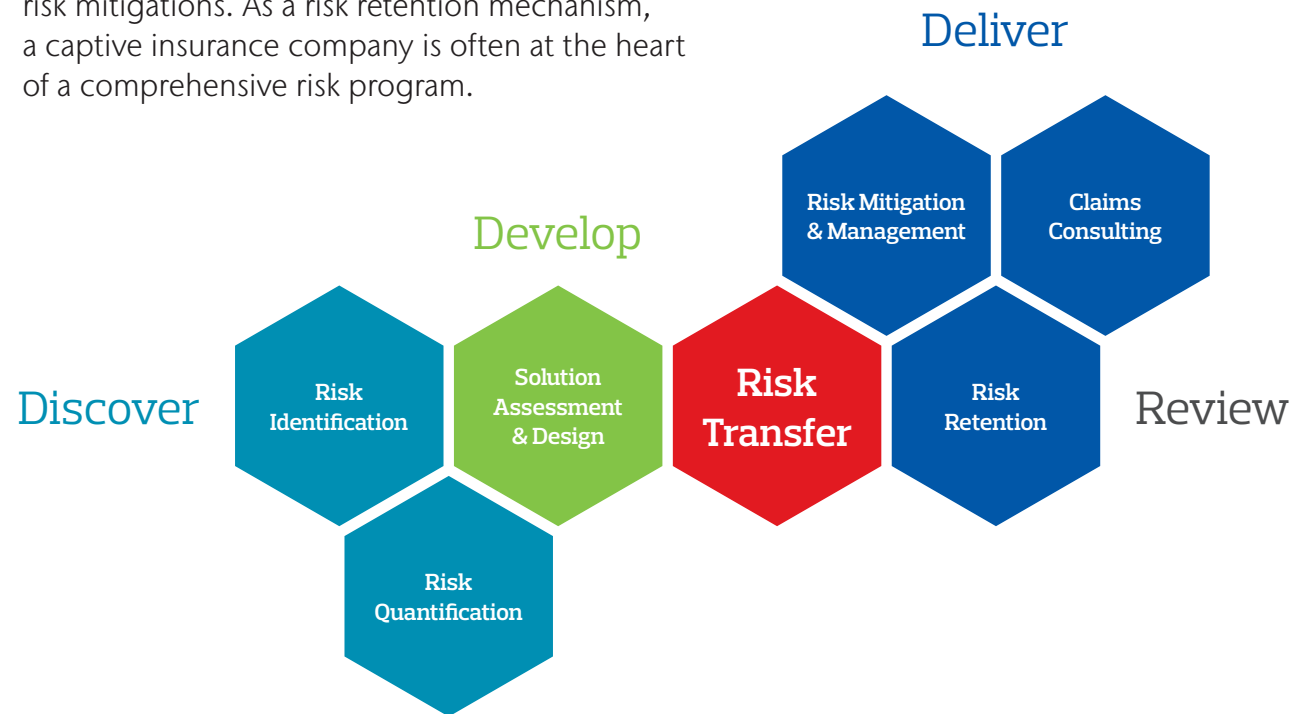 risk mitigations. As a risk retention mechanism,
a captive insurance company is often at the heart
of a comprehensive risk program.
Deliver
Risk Mitigation
& Management
Claims
Consulting
Develop
Discover
Risk
Identification
Solution
Assessment
& Design
Risk
Transfer
Risk
Retention
Review
Risk
Quantification